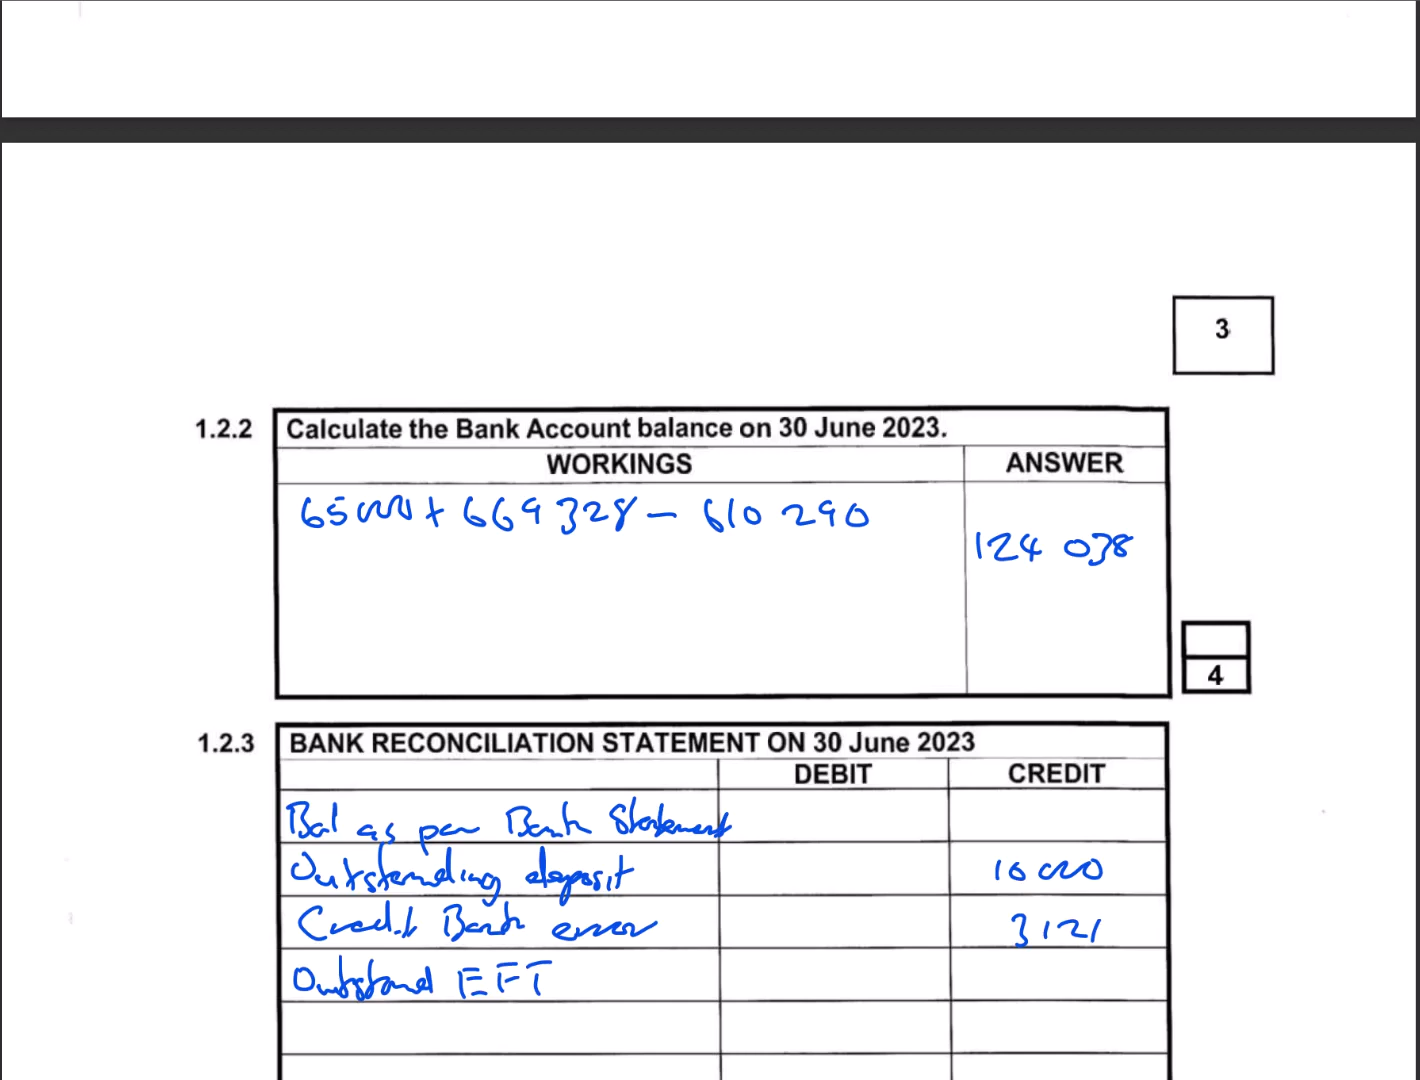 3
1.2.2 Calculate the Bank Account balance on 30 June 2023.
WORKINGS ANSWER
65 000 + 669 328 – 610 290
124 038
4
1.2.3 BANK RECONCILIATION STATEMENT ON 30 June 2023
DEBIT CREDIT
Bal as per Bank Statement
Outstanding deposit 16 000
Credit Bank error 3 121
Outstand EFT